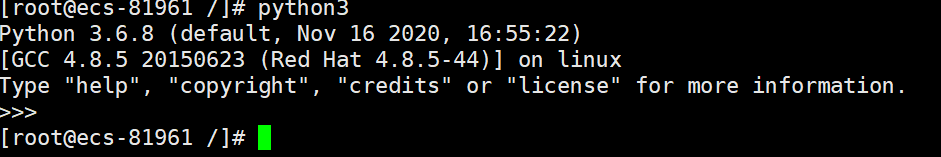 [root@ecs-81961 /]# python3
Python 3.6.8 (default, Nov 16 2020, 16:55:22)
[GCC 4.8.5 20150623 (Red Hat 4.8.5-44)] on linux
Type "help", "copyright", "credits" or "license" for more information.
>>>
[root@ecs-81961 /]#